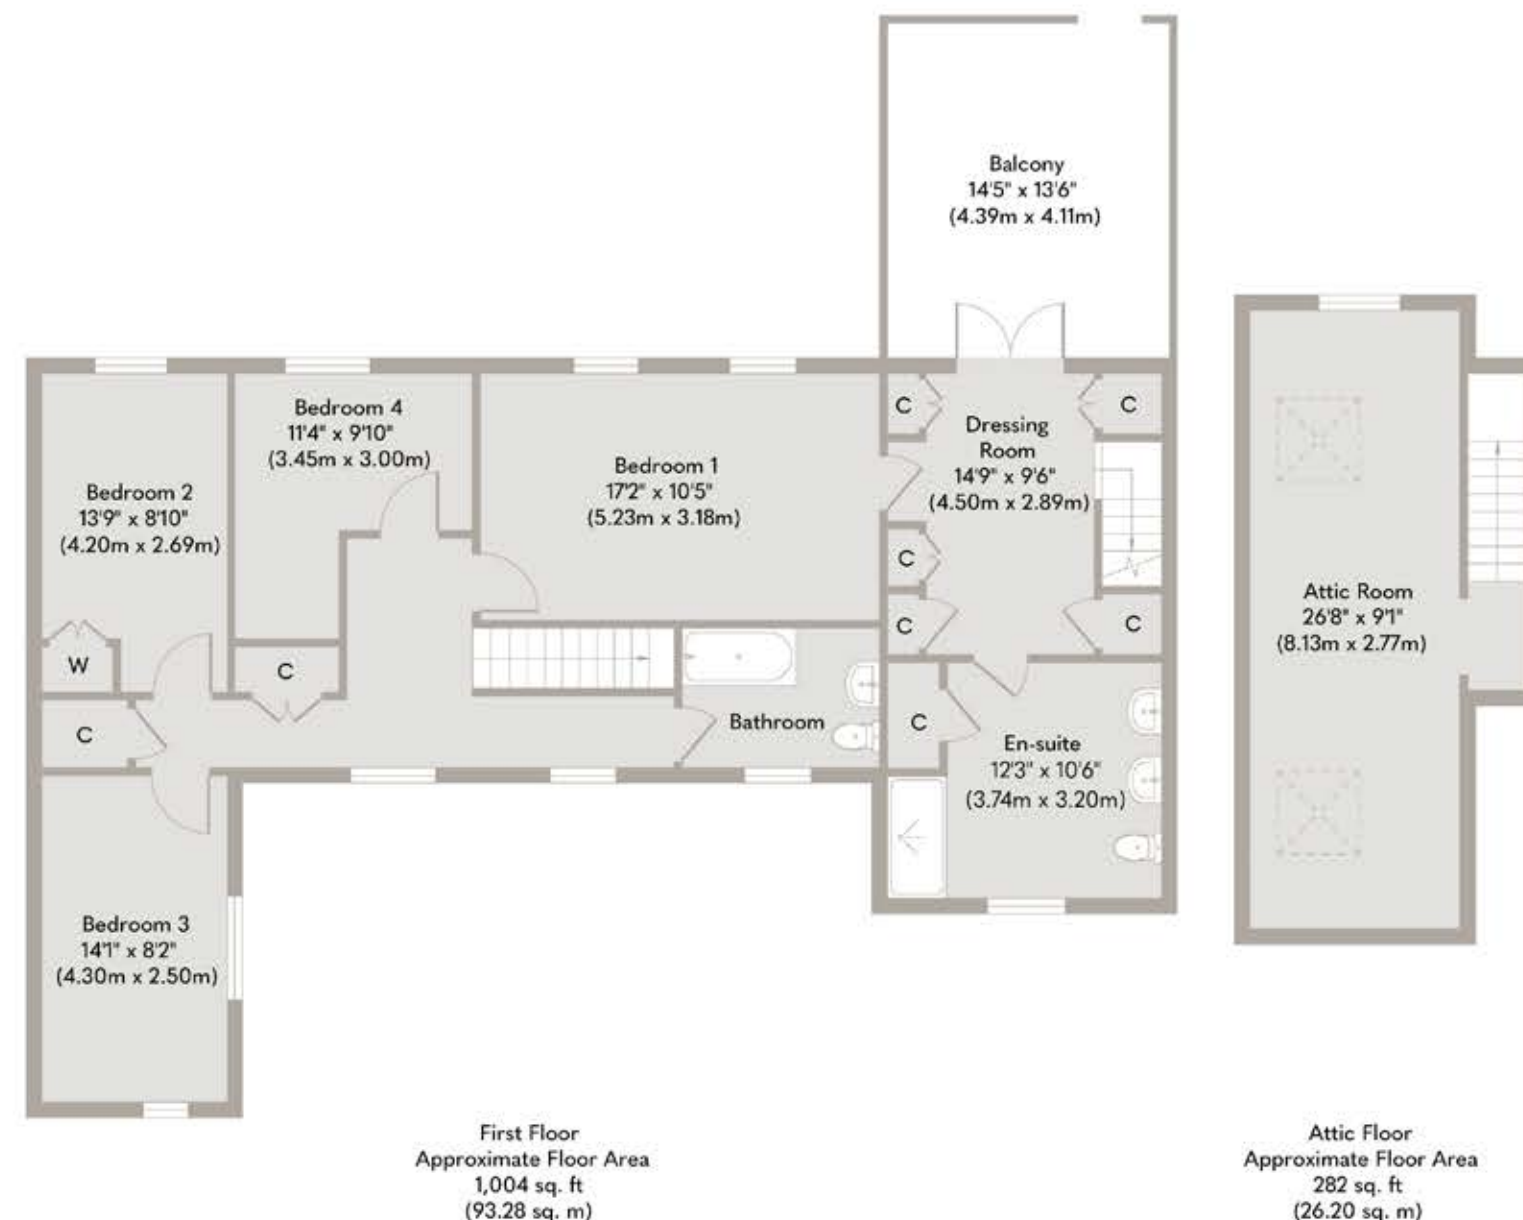 Balcony
14'5" x 13'6"
(4.39m x 4.11m)
Bedroom 4
11'4" x 9'10"
(3.45m x 3.00m)
Bedroom 2
13'9" x 8'10"
(4.20m x 2.69m)
Bedroom 1
17'2" x 10'5"
(5.23m x 3.18m)
C
C
Dressing
Room
14'9" x 9'6"
(4.50m x 2.89m)
C
C
C
W
C
C
Bathroom
C
En-suite
12'3" x 10'6"
(3.74m x 3.20m)
Bedroom 3
14'1" x 8'2"
(4.30m x 2.50m)
Attic Room
26'8" x 9'1"
(8.13m x 2.77m)
First Floor
Approximate Floor Area
1,004 sq. ft
(93.28 sq. m)
Attic Floor
Approximate Floor Area
282 sq. ft
(26.20 sq. m)